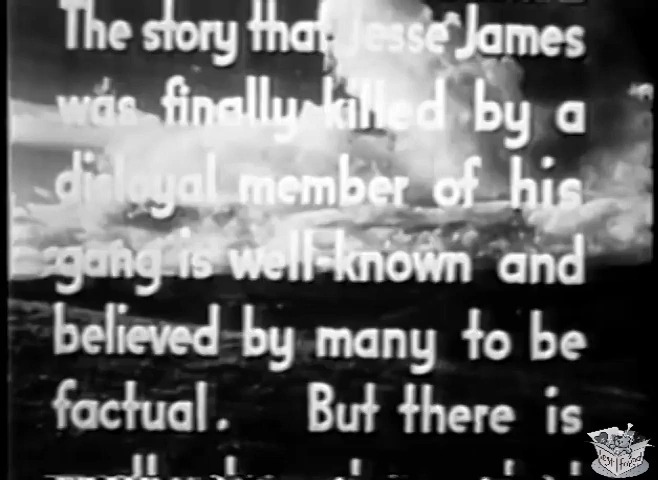 The story that Jesse James
was finally killed by a
disloyal member of his
gang is well-known and
believed by many to be
factual. But there is